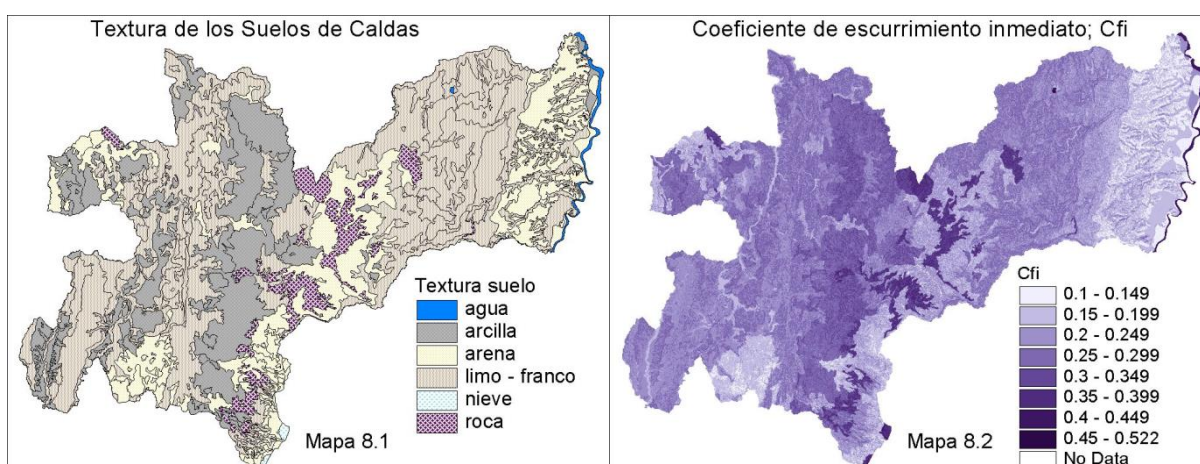 Textura de los Suelos de Caldas
Textura suelo
agua
arcilla
arena
limo - franco
nieve
roca
Mapa 8.1
Coeficiente de escurrimiento inmediato; Cfi
Cfi
0.1 - 0.149
0.15 - 0.199
0.2 - 0.249
0.25 - 0.299
0.3 - 0.349
0.35 - 0.399
0.4 - 0.449
0.45 - 0.522
No Data
Mapa 8.2